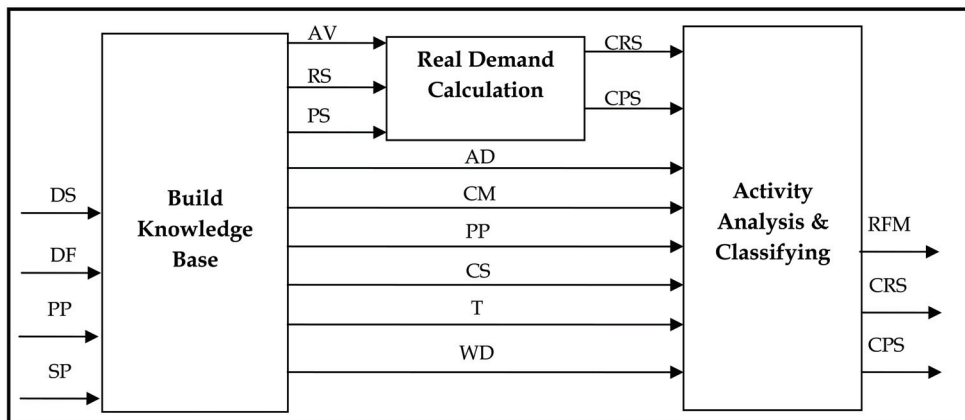 DS
DF
PP
SP
Build
Knowledge
Base
AV
RS
PS
Real Demand
Calculation
CRS
CPS
AD
CM
PP
CS
T
WD
Activity
Analysis &
Classifying
RFM
CRS
CPS